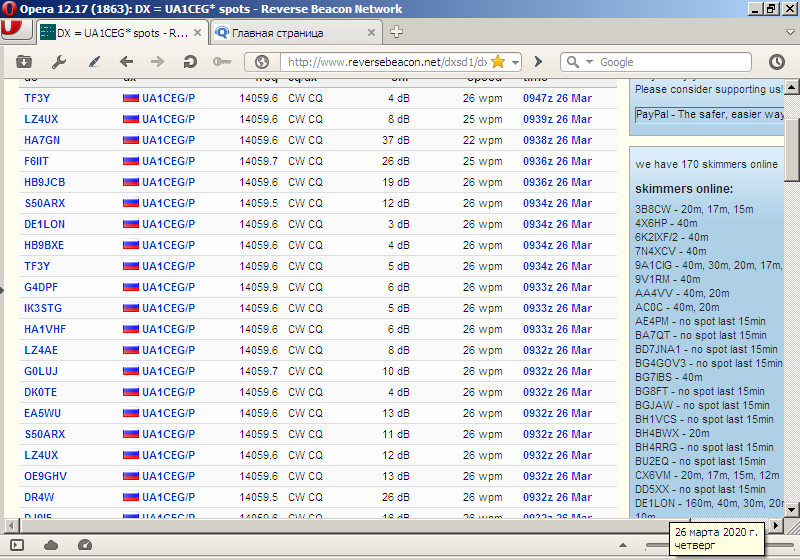 Opera 12.17 (1863): DX = UA1CEG* spots - Reverse Beacon Network
DX = UA1CEG* spots - R...
Главная страница
http://www.reversebeacon.net/dxsd1/dx
Google
TF3Y UA1CEG/P 14059.6 CW CQ 4 dB 26 wpm 0947z 26 Mar
LZ4UX UA1CEG/P 14059.6 CW CQ 8 dB 25 wpm 0939z 26 Mar
HA7GN UA1CEG/P 14059.6 CW CQ 37 dB 22 wpm 0938z 26 Mar
F6IIT UA1CEG/P 14059.7 CW CQ 26 dB 25 wpm 0936z 26 Mar
HB9JCB UA1CEG/P 14059.6 CW CQ 19 dB 26 wpm 0936z 26 Mar
S50ARX UA1CEG/P 14059.5 CW CQ 12 dB 26 wpm 0934z 26 Mar
DE1LON UA1CEG/P 14059.6 CW CQ 3 dB 26 wpm 0934z 26 Mar
HB9BXE UA1CEG/P 14059.6 CW CQ 4 dB 26 wpm 0934z 26 Mar
TF3Y UA1CEG/P 14059.6 CW CQ 5 dB 26 wpm 0934z 26 Mar
G4DPF UA1CEG/P 14059.9 CW CQ 6 dB 26 wpm 0933z 26 Mar
IK3STG UA1CEG/P 14059.6 CW CQ 5 dB 26 wpm 0933z 26 Mar
HA1VHF UA1CEG/P 14059.6 CW CQ 6 dB 26 wpm 0933z 26 Mar
LZ4AE UA1CEG/P 14059.6 CW CQ 8 dB 26 wpm 0932z 26 Mar
G0LUJ UA1CEG/P 14059.7 CW CQ 10 dB 26 wpm 0932z 26 Mar
DK0TE UA1CEG/P 14059.6 CW CQ 4 dB 26 wpm 0932z 26 Mar
EA5WU UA1CEG/P 14059.6 CW CQ 13 dB 26 wpm 0932z 26 Mar
S50ARX UA1CEG/P 14059.5 CW CQ 11 dB 26 wpm 0932z 26 Mar
LZ4UX UA1CEG/P 14059.6 CW CQ 12 dB 26 wpm 0932z 26 Mar
OE9GHV UA1CEG/P 14059.6 CW CQ 13 dB 26 wpm 0932z 26 Mar
DR4W UA1CEG/P 14059.5 CW CQ 26 dB 26 wpm 0932z 26 Mar
Please consider supporting us!
PayPal - The safer, easier way
we have 170 skimmers online
skimmers online:
3B8CW - 20m, 17m, 15m
4X6HP - 40m
6K2IXF/2 - 40m
7N4XCV - 40m
9A1CIG - 40m, 30m, 20m, 17m,
9V1RM - 40m
AA4VV - 40m, 20m
AC0C - 40m, 20m
AE4PM - no spot last 15min
BA7QT - no spot last 15min
BD7JNA1 - no spot last 15min
BG4GOV3 - no spot last 15min
BG7IBS - 40m
BG8FT - no spot last 15min
BGJAW - no spot last 15min
BH1VCS - no spot last 15min
BH4BWX - 20m
BH4RRG - no spot last 15min
BU2EQ - no spot last 15min
CX6VM - 20m, 17m, 15m, 12m
DD5XX - no spot last 15min
DE1LON - 160m, 40m, 30m, 20m
26 марта 2020 г.
четверг